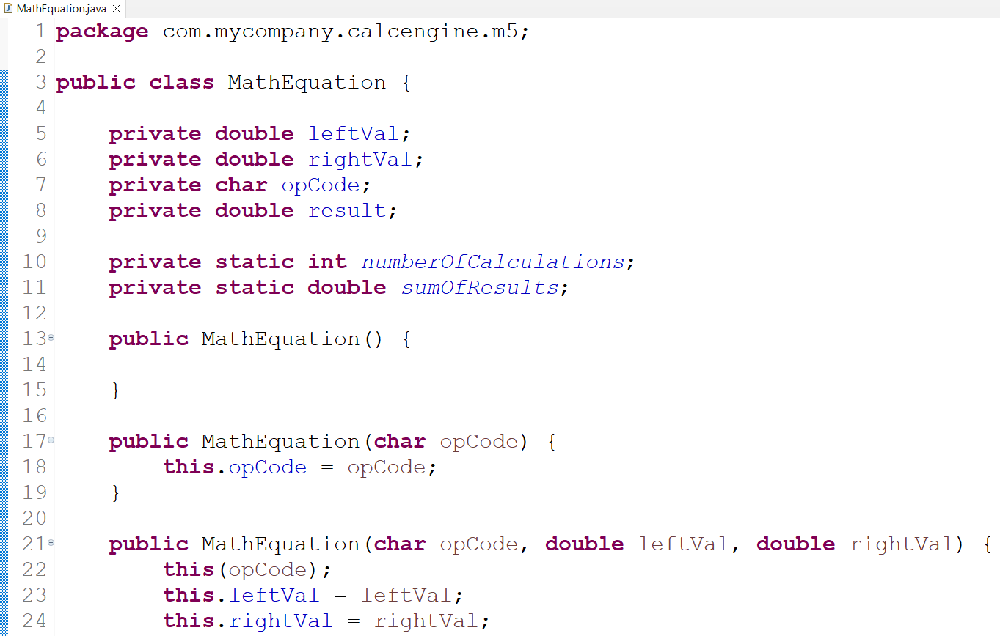 MathEquation.java ×
1 package com.mycompany.calcengine.m5;
2
3 public class MathEquation {
4
5     private double leftVal;
6     private double rightVal;
7     private char opCode;
8     private double result;
9
10     private static int numberOfCalculations;
11     private static double sumOfResults;
12
13     public MathEquation() {
14
15     }
16
17     public MathEquation(char opCode) {
18         this.opCode = opCode;
19     }
20
21     public MathEquation(char opCode, double leftVal, double rightVal) {
22         this(opCode);
23         this.leftVal = leftVal;
24         this.rightVal = rightVal;